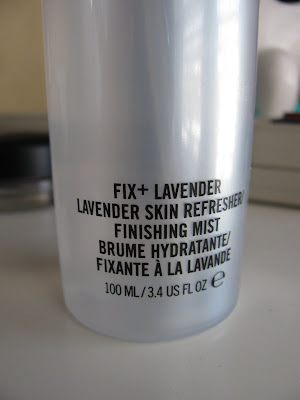 FIX+ LAVENDER
LAVENDER SKIN REFRESHER/
FINISHING MIST
BRUME HYDRATANTE/
FIXANTE À LA LAVANDE
100 ML / 3.4 US FL OZ ℮